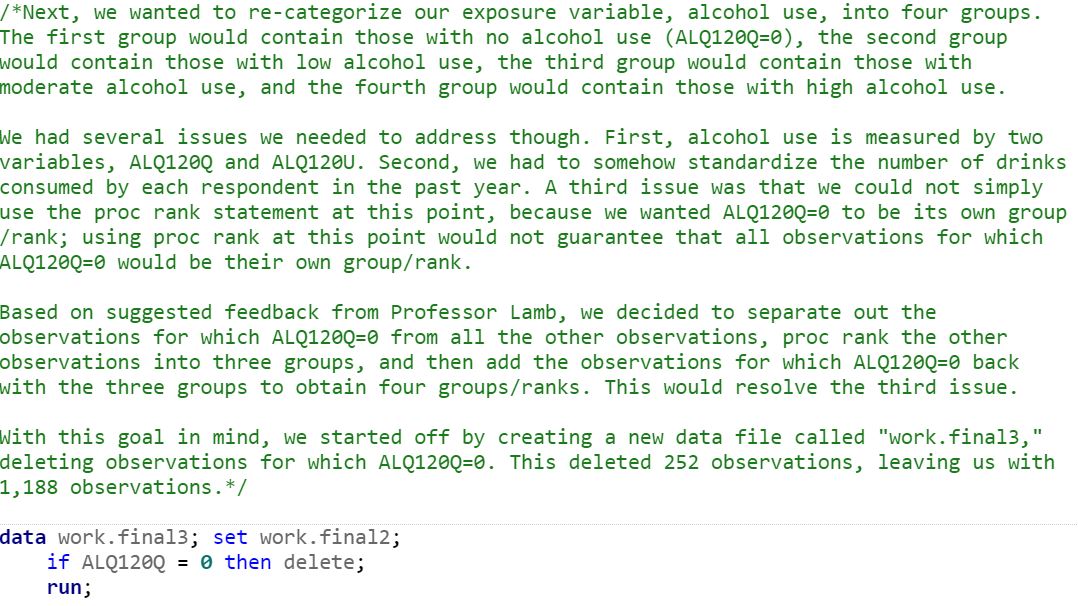 /*Next, we wanted to re-categorize our exposure variable, alcohol use, into four groups.
The first group would contain those with no alcohol use (ALQ120Q=0), the second group
would contain those with low alcohol use, the third group would contain those with
moderate alcohol use, and the fourth group would contain those with high alcohol use.

We had several issues we needed to address though. First, alcohol use is measured by two
variables, ALQ120Q and ALQ120U. Second, we had to somehow standardize the number of drinks
consumed by each respondent in the past year. A third issue was that we could not simply
use the proc rank statement at this point, because we wanted ALQ120Q=0 to be its own group
/rank; using proc rank at this point would not guarantee that all observations for which
ALQ120Q=0 would be their own group/rank.

Based on suggested feedback from Professor Lamb, we decided to separate out the
observations for which ALQ120Q=0 from all the other observations, proc rank the other
observations into three groups, and then add the observations for which ALQ120Q=0 back
with the three groups to obtain four groups/ranks. This would resolve the third issue.

With this goal in mind, we started off by creating a new data file called "work.final3,"
deleting observations for which ALQ120Q=0. This deleted 252 observations, leaving us with
1,188 observations.*/

data work.final3; set work.final2;
    if ALQ120Q = 0 then delete;
    run;